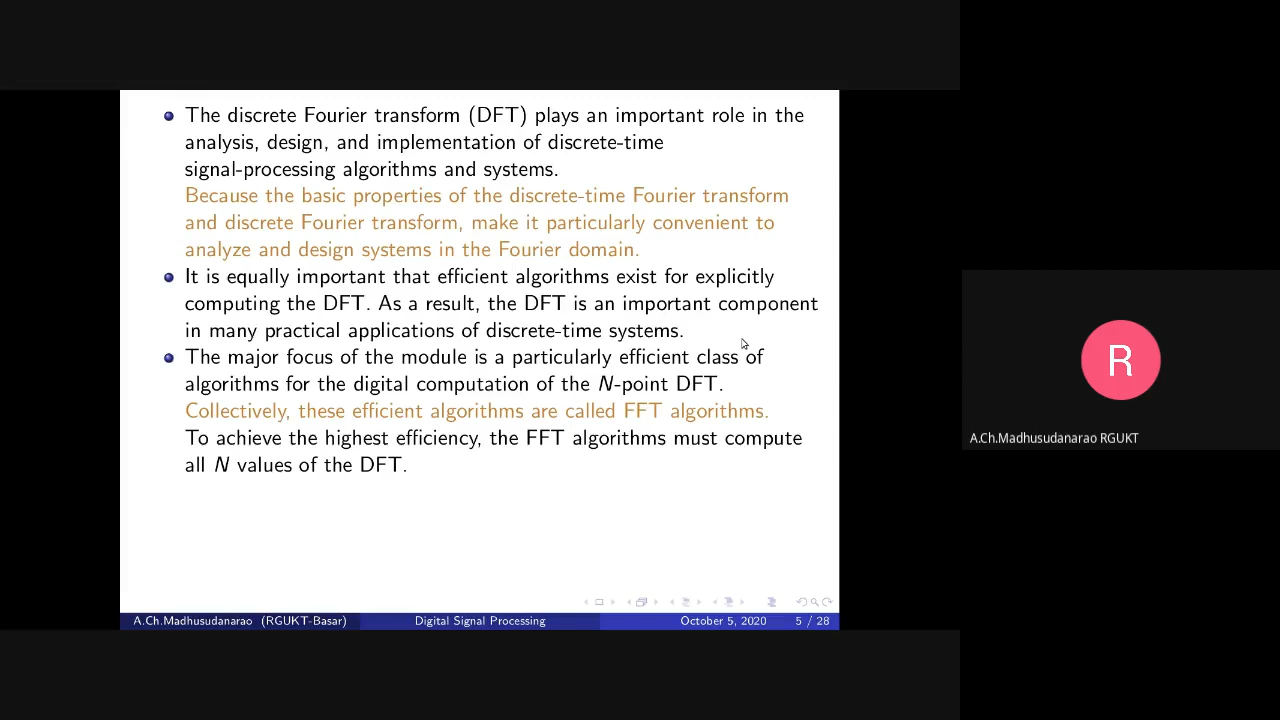 The discrete Fourier transform (DFT) plays an important role in the
analysis, design, and implementation of discrete-time
signal-processing algorithms and systems.
Because the basic properties of the discrete-time Fourier transform
and discrete Fourier transform, make it particularly convenient to
analyze and design systems in the Fourier domain.
It is equally important that efficient algorithms exist for explicitly
computing the DFT. As a result, the DFT is an important component
in many practical applications of discrete-time systems.
The major focus of the module is a particularly efficient class of
algorithms for the digital computation of the N-point DFT.
Collectively, these efficient algorithms are called FFT algorithms.
To achieve the highest efficiency, the FFT algorithms must compute
all N values of the DFT.
A.Ch.Madhusudanarao (RGUKT-Basar) Digital Signal Processing October 5, 2020 5 / 28
R
A.Ch.Madhusudanarao RGUKT